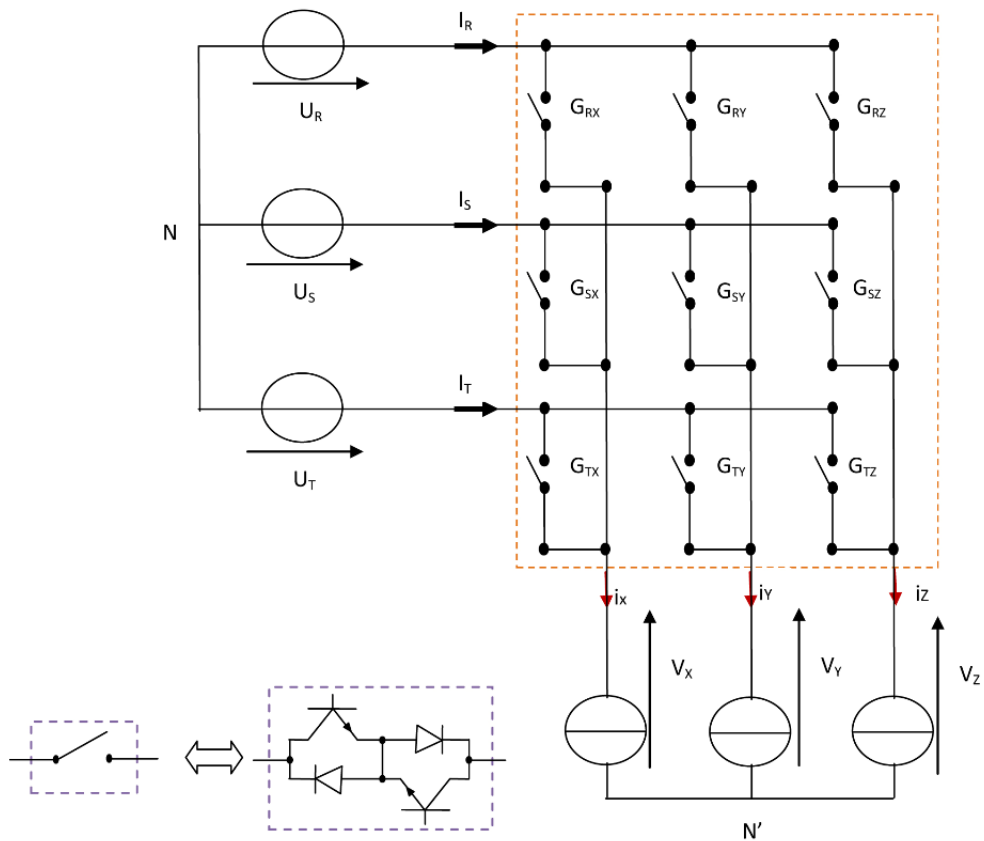 I_R
U_R
G_RX
G_RY
G_RZ
N
I_S
U_S
G_SX
G_SY
G_SZ
I_T
U_T
G_TX
G_TY
G_TZ
i_X
i_Y
i_Z
V_X
V_Y
V_Z
N'